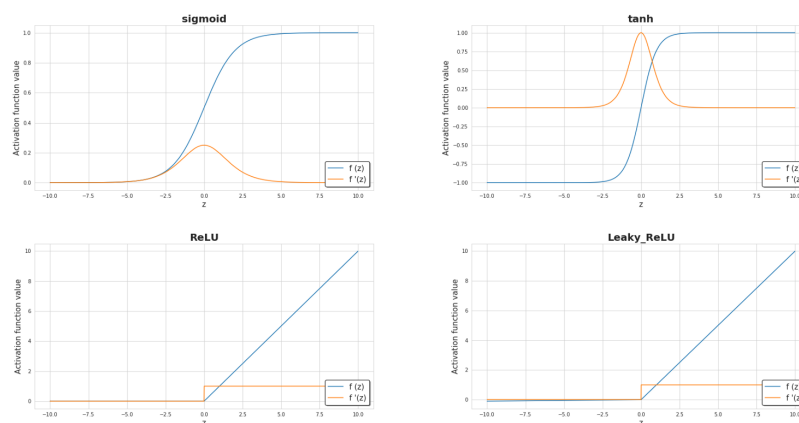 sigmoid
Activation function value
1.0
0.8
0.6
0.4
0.2
0.0
-10.0 -7.5 -5.0 -2.5 0.0 2.5 5.0 7.5 10.0
z
f (z)
f '(z)
tanh
Activation function value
1.00
0.75
0.50
0.25
0.00
−0.25
−0.50
−0.75
−1.00
-10.0 -7.5 -5.0 -2.5 0.0 2.5 5.0 7.5 10.0
z
f (z)
f '(z)
ReLU
Activation function value
10
8
6
4
2
0
-10.0 -7.5 -5.0 -2.5 0.0 2.5 5.0 7.5 10.0
z
f (z)
f '(z)
Leaky_ReLU
Activation function value
10
8
6
4
2
0
-10.0 -7.5 -5.0 -2.5 0.0 2.5 5.0 7.5 10.0
z
f (z)
f '(z)